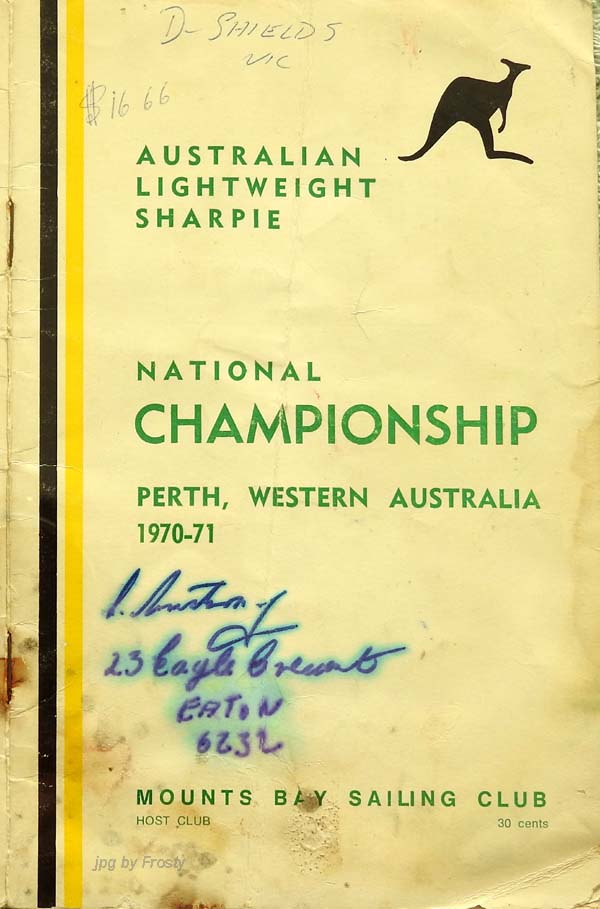 D- SHIELDS
VIC
$16 66
AUSTRALIAN
LIGHTWEIGHT
SHARPIE
NATIONAL
CHAMPIONSHIP
PERTH, WESTERN AUSTRALIA
1970-71
23 Eagle Crescent
EATON
6232
MOUNTS BAY SAILING CLUB
HOST CLUB
30 cents
jpg by Frosty